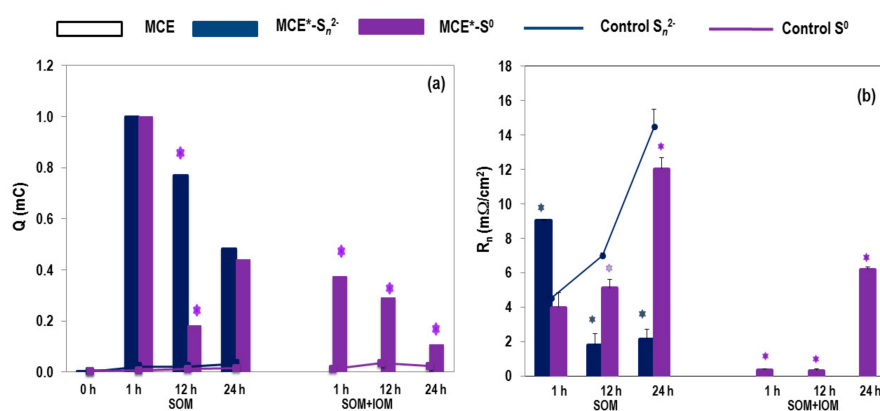 MCE MCE*-Sn2- MCE*-S0 Control Sn2- Control S0
(a)
Q (mC)
1.2
1.0
0.8
0.6
0.4
0.2
0.0
0 h 1 h 12 h 24 h 1 h 12 h 24 h
SOM SOM+IOM
(b)
Rn (mΩ/cm2)
18
16
14
12
10
8
6
4
2
0
1 h 12 h 24 h 1 h 12 h 24 h
SOM SOM+IOM